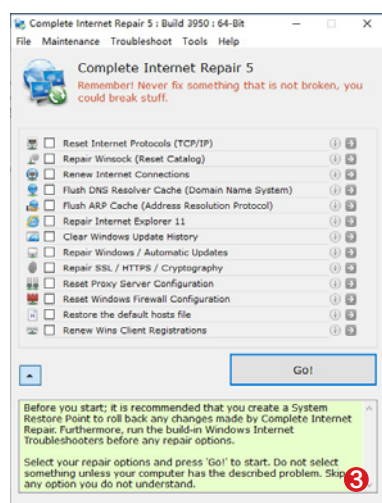 Complete Internet Repair 5 : Build 3950 : 64-Bit
File Maintenance Troubleshoot Tools Help
Complete Internet Repair 5
Remember! Never fix something that is not broken, you
could break stuff.
Reset Internet Protocols (TCP/IP)
Repair Winsock (Reset Catalog)
Renew Internet Connections
Flush DNS Resolver Cache (Domain Name System)
Flush ARP Cache (Address Resolution Protocol)
Repair Internet Explorer 11
Clear Windows Update History
Repair Windows / Automatic Updates
Repair SSL / HTTPS / Cryptography
Reset Proxy Server Configuration
Reset Windows Firewall Configuration
Restore the default hosts file
Renew Wins Client Registrations
Go!
Before you start; it is recommended that you create a System
Restore Point to roll back any changes made by Complete Internet
Repair. Furthermore, run the build-in Windows Internet
Troubleshooters before any repair options.
Select your repair options and press 'Go!' to start. Do not select
something unless your computer has the described problem. Skip
any option you do not understand.
3